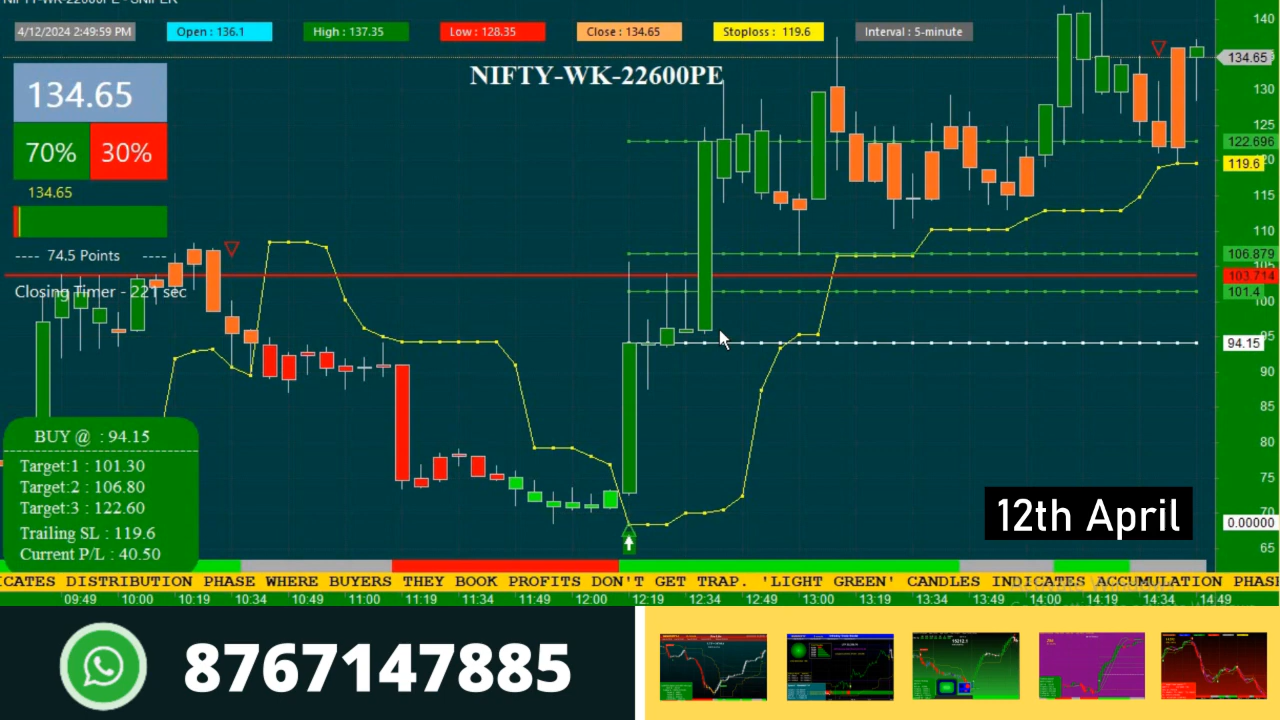 NIFTY-WK-22600PE - SNIPER
4/12/2024 2:49:59 PM
Open : 136.1
High : 137.35
Low : 128.35
Close : 134.65
Stoploss : 119.6
Interval : 5-minute
NIFTY-WK-22600PE
134.65
70% 30%
134.65
---- 74.5 Points ----
Closing Timer - 221 sec
BUY @ : 94.15
Target:1 : 101.30
Target:2 : 106.80
Target:3 : 122.60
Trailing SL : 119.6
Current P/L : 40.50
140
134.65
130
125
122.696
119.6
115
110
106.879
103.714
101.4
100
94.15
90
85
80
75
70
0.00000
65
12th April
CATES DISTRIBUTION PHASE WHERE BUYERS THEY BOOK PROFITS DON'T GET TRAP. 'LIGHT GREEN' CANDLES INDICATES ACCUMULATION PHASE
09:49 10:00 10:19 10:34 10:49 11:00 11:19 11:34 11:49 12:00 12:19 12:34 12:49 13:00 13:19 13:34 13:49 14:00 14:19 14:34 14:49
8767147885